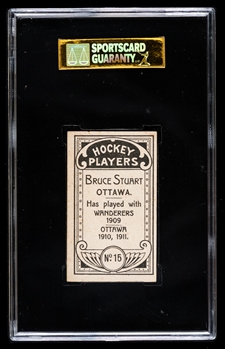 SPORTSCARD
GUARANTY
HOCKEY
PLAYERS
BRUCE STUART
OTTAWA.
Has played with
WANDERERS
1909
OTTAWA
1910, 1911.
No 15